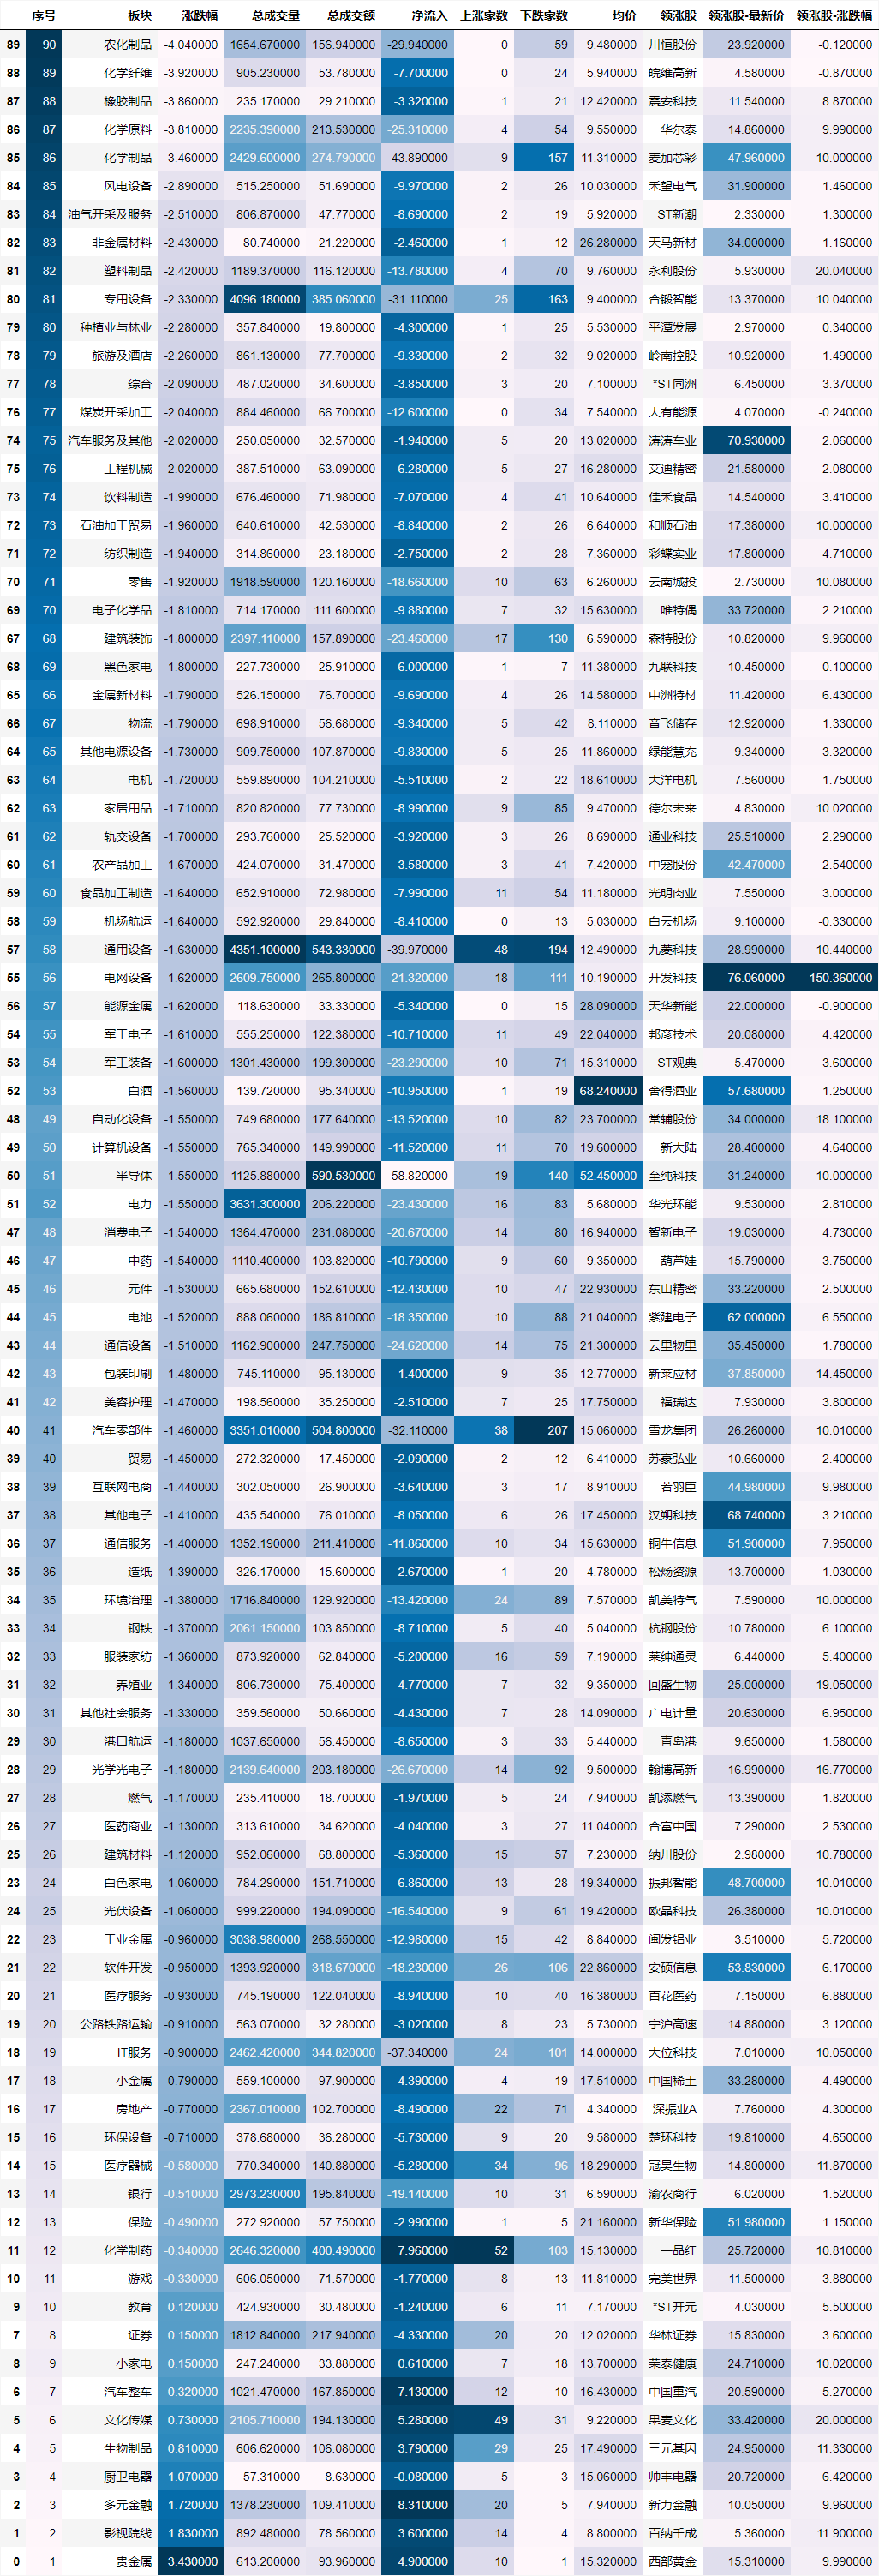 序号 板块 涨跌幅 总成交量 总成交额 净流入 上涨家数 下跌家数 均价 领涨股 领涨股-最新价 领涨股-涨跌幅
89 90 农化制品 -4.040000 1654.670000 156.940000 -29.940000 0 59 9.480000 川恒股份 23.920000 -0.120000
88 89 化学纤维 -3.920000 905.230000 53.780000 -7.700000 0 24 5.940000 皖维高新 4.580000 -0.870000
87 88 橡胶制品 -3.860000 235.170000 29.210000 -3.320000 1 21 12.420000 震安科技 11.540000 8.870000
86 87 化学原料 -3.810000 2235.390000 213.530000 -25.310000 4 54 9.550000 华尔泰 14.860000 9.990000
85 86 化学制品 -3.460000 2429.600000 274.790000 -43.890000 9 157 11.310000 麦加芯彩 47.960000 10.000000
84 85 风电设备 -2.890000 515.250000 51.690000 -9.970000 2 26 10.030000 禾望电气 31.900000 1.460000
83 84 油气开采及服务 -2.510000 806.870000 47.770000 -8.690000 2 19 5.920000 ST新潮 2.330000 1.300000
82 83 非金属材料 -2.430000 80.740000 21.220000 -2.460000 1 12 26.280000 天马新材 34.000000 1.160000
81 82 塑料制品 -2.420000 1189.370000 116.120000 -13.780000 4 70 9.760000 永利股份 5.930000 20.040000
80 81 专用设备 -2.330000 4096.180000 385.060000 -31.110000 25 163 9.400000 合锻智能 13.370000 10.040000
79 80 种植业与林业 -2.280000 357.840000 19.800000 -4.300000 1 25 5.530000 平潭发展 2.970000 0.340000
78 79 旅游及酒店 -2.260000 861.130000 77.700000 -9.330000 2 32 9.020000 岭南控股 10.920000 1.490000
77 78 综合 -2.090000 487.020000 34.600000 -3.850000 3 20 7.100000 *ST同洲 6.450000 3.370000
76 77 煤炭开采加工 -2.040000 884.460000 66.700000 -12.600000 0 34 7.540000 大有能源 4.070000 -0.240000
74 75 汽车服务及其他 -2.020000 250.050000 32.570000 -1.940000 5 20 13.020000 涛涛车业 70.930000 2.060000
75 76 工程机械 -2.020000 387.510000 63.090000 -6.280000 5 27 16.280000 艾迪精密 21.580000 2.080000
73 74 饮料制造 -1.990000 676.460000 71.980000 -7.070000 4 41 10.640000 佳禾食品 14.540000 3.410000
72 73 石油加工贸易 -1.960000 640.610000 42.530000 -8.840000 2 26 6.640000 和顺石油 17.380000 10.000000
71 72 纺织制造 -1.940000 314.860000 23.180000 -2.750000 2 28 7.360000 彩蝶实业 17.800000 4.710000
70 71 零售 -1.920000 1918.590000 120.160000 -18.660000 10 63 6.260000 云南城投 2.730000 10.080000
69 70 电子化学品 -1.810000 714.170000 111.600000 -9.880000 7 32 15.630000 唯特偶 33.720000 2.210000
67 68 建筑装饰 -1.800000 2397.110000 157.890000 -23.460000 17 130 6.590000 森特股份 10.820000 9.960000
68 69 黑色家电 -1.800000 227.730000 25.910000 -6.000000 1 7 11.380000 九联科技 10.450000 0.100000
65 66 金属新材料 -1.790000 526.150000 76.700000 -9.690000 4 26 14.580000 中洲特材 11.420000 6.430000
66 67 物流 -1.790000 698.910000 56.680000 -9.340000 5 42 8.110000 音飞储存 12.920000 1.330000
64 65 其他电源设备 -1.730000 909.750000 107.870000 -9.830000 5 25 11.860000 绿能慧充 9.340000 3.320000
63 64 电机 -1.720000 559.890000 104.210000 -5.510000 2 22 18.610000 大洋电机 7.560000 1.750000
62 63 家居用品 -1.710000 820.820000 77.730000 -8.990000 9 85 9.470000 德尔未来 4.830000 10.020000
61 62 轨交设备 -1.700000 293.760000 25.520000 -3.920000 3 26 8.690000 通业科技 25.510000 2.290000
60 61 农产品加工 -1.670000 424.070000 31.470000 -3.580000 3 41 7.420000 中宠股份 42.470000 2.540000
59 60 食品加工制造 -1.640000 652.910000 72.980000 -7.990000 11 54 11.180000 光明肉业 7.550000 3.000000
58 59 机场航运 -1.640000 592.920000 29.840000 -8.410000 0 13 5.030000 白云机场 9.100000 -0.330000
57 58 通用设备 -1.630000 4351.100000 543.330000 -39.970000 48 194 12.490000 九菱科技 28.990000 10.440000
55 56 电网设备 -1.620000 2609.750000 265.800000 -21.320000 18 111 10.190000 开发科技 76.060000 150.360000
56 57 能源金属 -1.620000 118.630000 33.330000 -5.340000 0 15 28.090000 天华新能 22.000000 -0.900000
54 55 军工电子 -1.610000 555.250000 122.380000 -10.710000 11 49 22.040000 邦彦技术 20.080000 4.420000
53 54 军工装备 -1.600000 1301.430000 199.300000 -23.290000 10 71 15.310000 ST观典 5.470000 3.600000
52 53 白酒 -1.560000 139.720000 95.340000 -10.950000 1 19 68.240000 舍得酒业 57.680000 1.250000
48 49 自动化设备 -1.550000 749.680000 177.640000 -13.520000 10 82 23.700000 常辅股份 34.000000 18.100000
49 50 计算机设备 -1.550000 765.340000 149.990000 -11.520000 11 70 19.600000 新大陆 28.400000 4.640000
50 51 半导体 -1.550000 1125.880000 590.530000 -58.820000 19 140 52.450000 至纯科技 31.240000 10.000000
51 52 电力 -1.550000 3631.300000 206.220000 -23.430000 16 83 5.680000 华光环能 9.530000 2.810000
47 48 消费电子 -1.540000 1364.470000 231.080000 -20.670000 14 80 16.940000 智新电子 19.030000 4.730000
46 47 中药 -1.540000 1110.400000 103.820000 -10.790000 9 60 9.350000 葫芦娃 15.790000 3.750000
45 46 元件 -1.530000 665.680000 152.610000 -12.430000 10 47 22.930000 东山精密 33.220000 2.500000
44 45 电池 -1.520000 888.060000 186.810000 -18.350000 10 88 21.040000 紫建电子 62.000000 6.550000
43 44 通信设备 -1.510000 1162.900000 247.750000 -24.620000 14 75 21.300000 云里物里 35.450000 1.780000
42 43 包装印刷 -1.480000 745.110000 95.130000 -1.400000 9 35 12.770000 新莱应材 37.850000 14.450000
41 42 美容护理 -1.470000 198.560000 35.250000 -2.510000 7 25 17.750000 福瑞达 7.930000 3.800000
40 41 汽车零部件 -1.460000 3351.010000 504.800000 -32.110000 38 207 15.060000 雪龙集团 26.260000 10.010000
39 40 贸易 -1.450000 272.320000 17.450000 -2.090000 2 12 6.410000 苏豪弘业 10.660000 2.400000
38 39 互联网电商 -1.440000 302.050000 26.900000 -3.640000 3 17 8.910000 若羽臣 44.980000 9.980000
37 38 其他电子 -1.410000 435.540000 76.010000 -8.050000 6 26 17.450000 汉朔科技 68.740000 3.210000
36 37 通信服务 -1.400000 1352.190000 211.410000 -11.860000 10 34 15.630000 铜牛信息 51.900000 7.950000
35 36 造纸 -1.390000 326.170000 15.600000 -2.670000 1 20 4.780000 松炀资源 13.700000 1.030000
34 35 环境治理 -1.380000 1716.840000 129.920000 -13.420000 24 89 7.570000 凯美特气 7.590000 10.000000
33 34 钢铁 -1.370000 2061.150000 103.850000 -8.710000 5 40 5.040000 杭钢股份 10.780000 6.100000
32 33 服装家纺 -1.360000 873.920000 62.840000 -5.200000 16 59 7.190000 莱绅通灵 6.440000 5.400000
31 32 养殖业 -1.340000 806.730000 75.400000 -4.770000 7 32 9.350000 回盛生物 25.000000 19.050000
30 31 其他社会服务 -1.330000 359.560000 50.660000 -4.430000 7 28 14.090000 广电计量 20.630000 6.950000
29 30 港口航运 -1.180000 1037.650000 56.450000 -8.650000 3 33 5.440000 青岛港 9.650000 1.580000
28 29 光学光电子 -1.180000 2139.640000 203.180000 -26.670000 14 92 9.500000 翰博高新 16.990000 16.770000
27 28 燃气 -1.170000 235.410000 18.700000 -1.970000 5 24 7.940000 凯添燃气 13.390000 1.820000
26 27 医药商业 -1.130000 313.610000 34.620000 -4.040000 3 27 11.040000 合富中国 7.290000 2.530000
25 26 建筑材料 -1.120000 952.060000 68.800000 -5.360000 15 57 7.230000 纳川股份 2.980000 10.780000
23 24 白色家电 -1.060000 784.290000 151.710000 -6.860000 13 28 19.340000 振邦智能 48.700000 10.010000
24 25 光伏设备 -1.060000 999.220000 194.090000 -16.540000 9 61 19.420000 欧晶科技 26.380000 10.010000
22 23 工业金属 -0.960000 3038.980000 268.550000 -12.980000 15 42 8.840000 闽发铝业 3.510000 5.720000
21 22 软件开发 -0.950000 1393.920000 318.670000 -18.230000 26 106 22.860000 安硕信息 53.830000 6.170000
20 21 医疗服务 -0.930000 745.190000 122.040000 -8.940000 10 40 16.380000 百花医药 7.150000 6.880000
19 20 公路铁路运输 -0.910000 563.070000 32.280000 -3.020000 8 23 5.730000 宁沪高速 14.880000 3.120000
18 19 IT服务 -0.900000 2462.420000 344.820000 -37.340000 24 101 14.000000 大位科技 7.010000 10.050000
17 18 小金属 -0.790000 559.100000 97.900000 -4.390000 4 19 17.510000 中国稀土 33.280000 4.490000
16 17 房地产 -0.770000 2367.010000 102.700000 -8.490000 22 71 4.340000 深振业A 7.760000 4.300000
15 16 环保设备 -0.710000 378.680000 36.280000 -5.730000 9 20 9.580000 楚环科技 19.810000 4.650000
14 15 医疗器械 -0.580000 770.340000 140.880000 -5.280000 34 96 18.290000 冠昊生物 14.800000 11.870000
13 14 银行 -0.510000 2973.230000 195.840000 -19.140000 10 31 6.590000 渝农商行 6.020000 1.520000
12 13 保险 -0.490000 272.920000 57.750000 -2.990000 1 5 21.160000 新华保险 51.980000 1.150000
11 12 化学制药 -0.340000 2646.320000 400.490000 7.960000 52 103 15.130000 一品红 25.720000 10.810000
10 11 游戏 -0.330000 606.050000 71.570000 -1.770000 8 13 11.810000 完美世界 11.500000 3.880000
9 10 教育 0.120000 424.930000 30.480000 -1.240000 6 11 7.170000 *ST开元 4.030000 5.500000
7 8 证券 0.150000 1812.840000 217.940000 -4.330000 20 20 12.020000 华林证券 15.830000 3.600000
8 9 小家电 0.150000 247.240000 33.880000 0.610000 7 18 13.700000 荣泰健康 24.710000 10.020000
6 7 汽车整车 0.320000 1021.470000 167.850000 7.130000 12 10 16.430000 中国重汽 20.590000 5.270000
5 6 文化传媒 0.730000 2105.710000 194.130000 5.280000 49 31 9.220000 果麦文化 33.420000 20.000000
4 5 生物制品 0.810000 606.620000 106.080000 3.790000 29 25 17.490000 三元基因 24.950000 11.330000
3 4 厨卫电器 1.070000 57.310000 8.630000 -0.080000 5 3 15.060000 帅丰电器 20.720000 6.420000
2 3 多元金融 1.720000 1378.230000 109.410000 8.310000 20 5 7.940000 新力金融 10.050000 9.960000
1 2 影视院线 1.830000 892.480000 78.560000 3.600000 14 4 8.800000 百纳千成 5.360000 11.900000
0 1 贵金属 3.430000 613.200000 93.960000 4.900000 10 1 15.320000 西部黄金 15.310000 9.990000